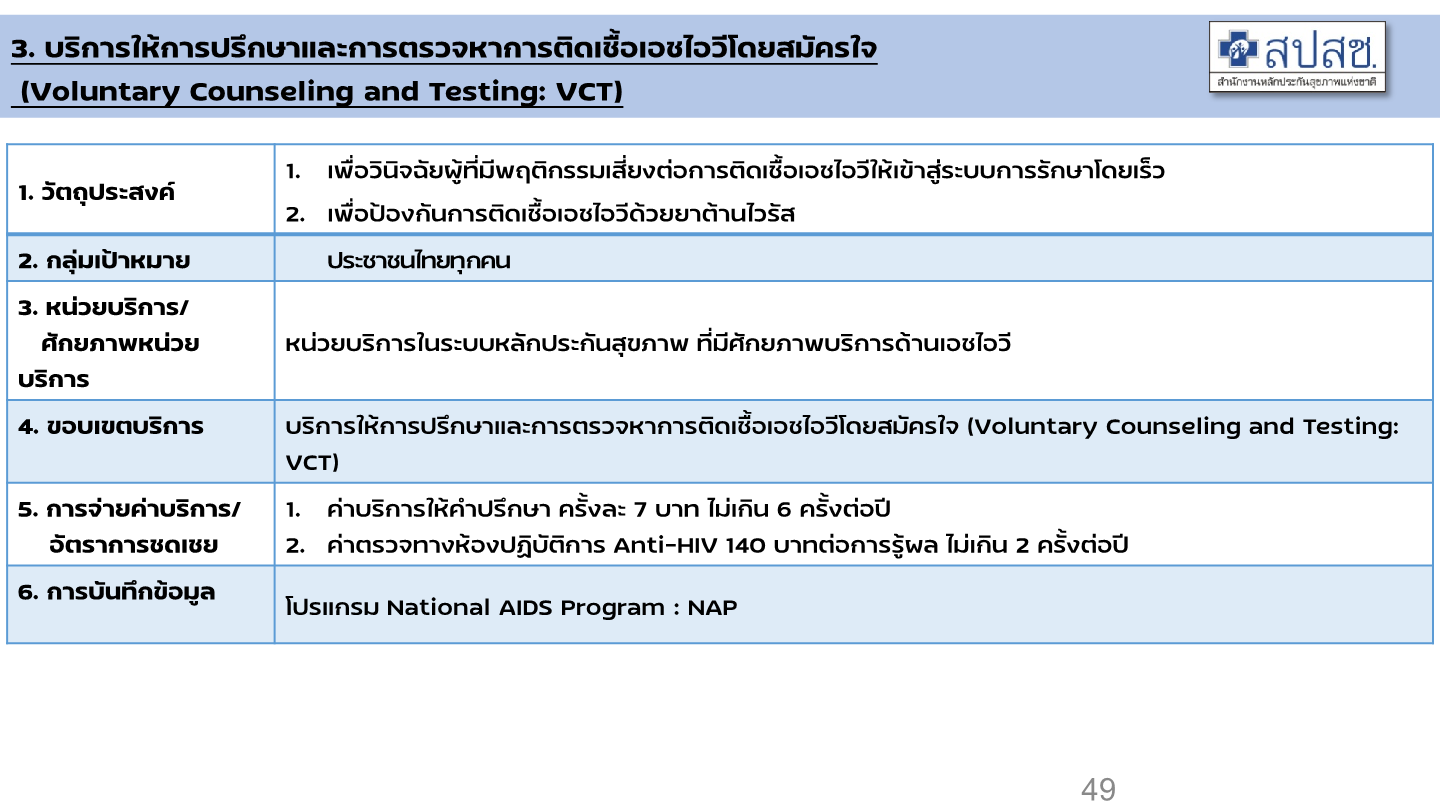 3. บริการให้การปรึกษาและการตรวจหาการติดเชื้อเอชไอวีโดยสมัครใจ
(Voluntary Counseling and Testing: VCT)
สปสช.
สำนักงานหลักประกันสุขภาพแห่งชาติ
1. วัตถุประสงค์
1. เพื่อวินิจฉัยผู้ที่มีพฤติกรรมเสี่ยงต่อการติดเชื้อเอชไอวีให้เข้าสู่ระบบการรักษาโดยเร็ว
2. เพื่อป้องกันการติดเชื้อเอชไอวีด้วยยาต้านไวรัส
2. กลุ่มเป้าหมาย
ประชาชนไทยทุกคน
3. หน่วยบริการ/
ศักยภาพหน่วย
บริการ
หน่วยบริการในระบบหลักประกันสุขภาพ ที่มีศักยภาพบริการด้านเอชไอวี
4. ขอบเขตบริการ
บริการให้การปรึกษาและการตรวจหาการติดเชื้อเอชไอวีโดยสมัครใจ (Voluntary Counseling and Testing:
VCT)
5. การจ่ายค่าบริการ/
อัตราการชดเชย
1. ค่าบริการให้คำปรึกษา ครั้งละ 7 บาท ไม่เกิน 6 ครั้งต่อปี
2. ค่าตรวจทางห้องปฏิบัติการ Anti-HIV 140 บาทต่อการรู้ผล ไม่เกิน 2 ครั้งต่อปี
6. การบันทึกข้อมูล
โปรแกรม National AIDS Program : NAP
49